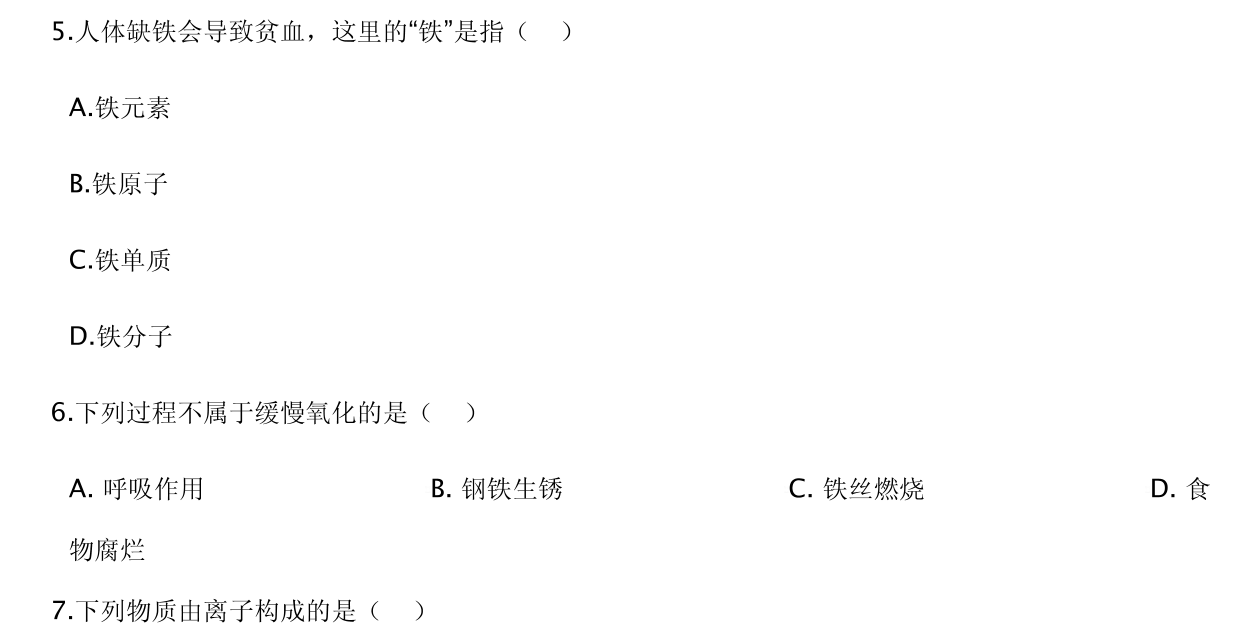 5.人体缺铁会导致贫血，这里的“铁”是指（　）
A.铁元素
B.铁原子
C.铁单质
D.铁分子
6.下列过程不属于缓慢氧化的是（　）
A. 呼吸作用 B. 钢铁生锈 C. 铁丝燃烧 D. 食
物腐烂
7.下列物质由离子构成的是（　）